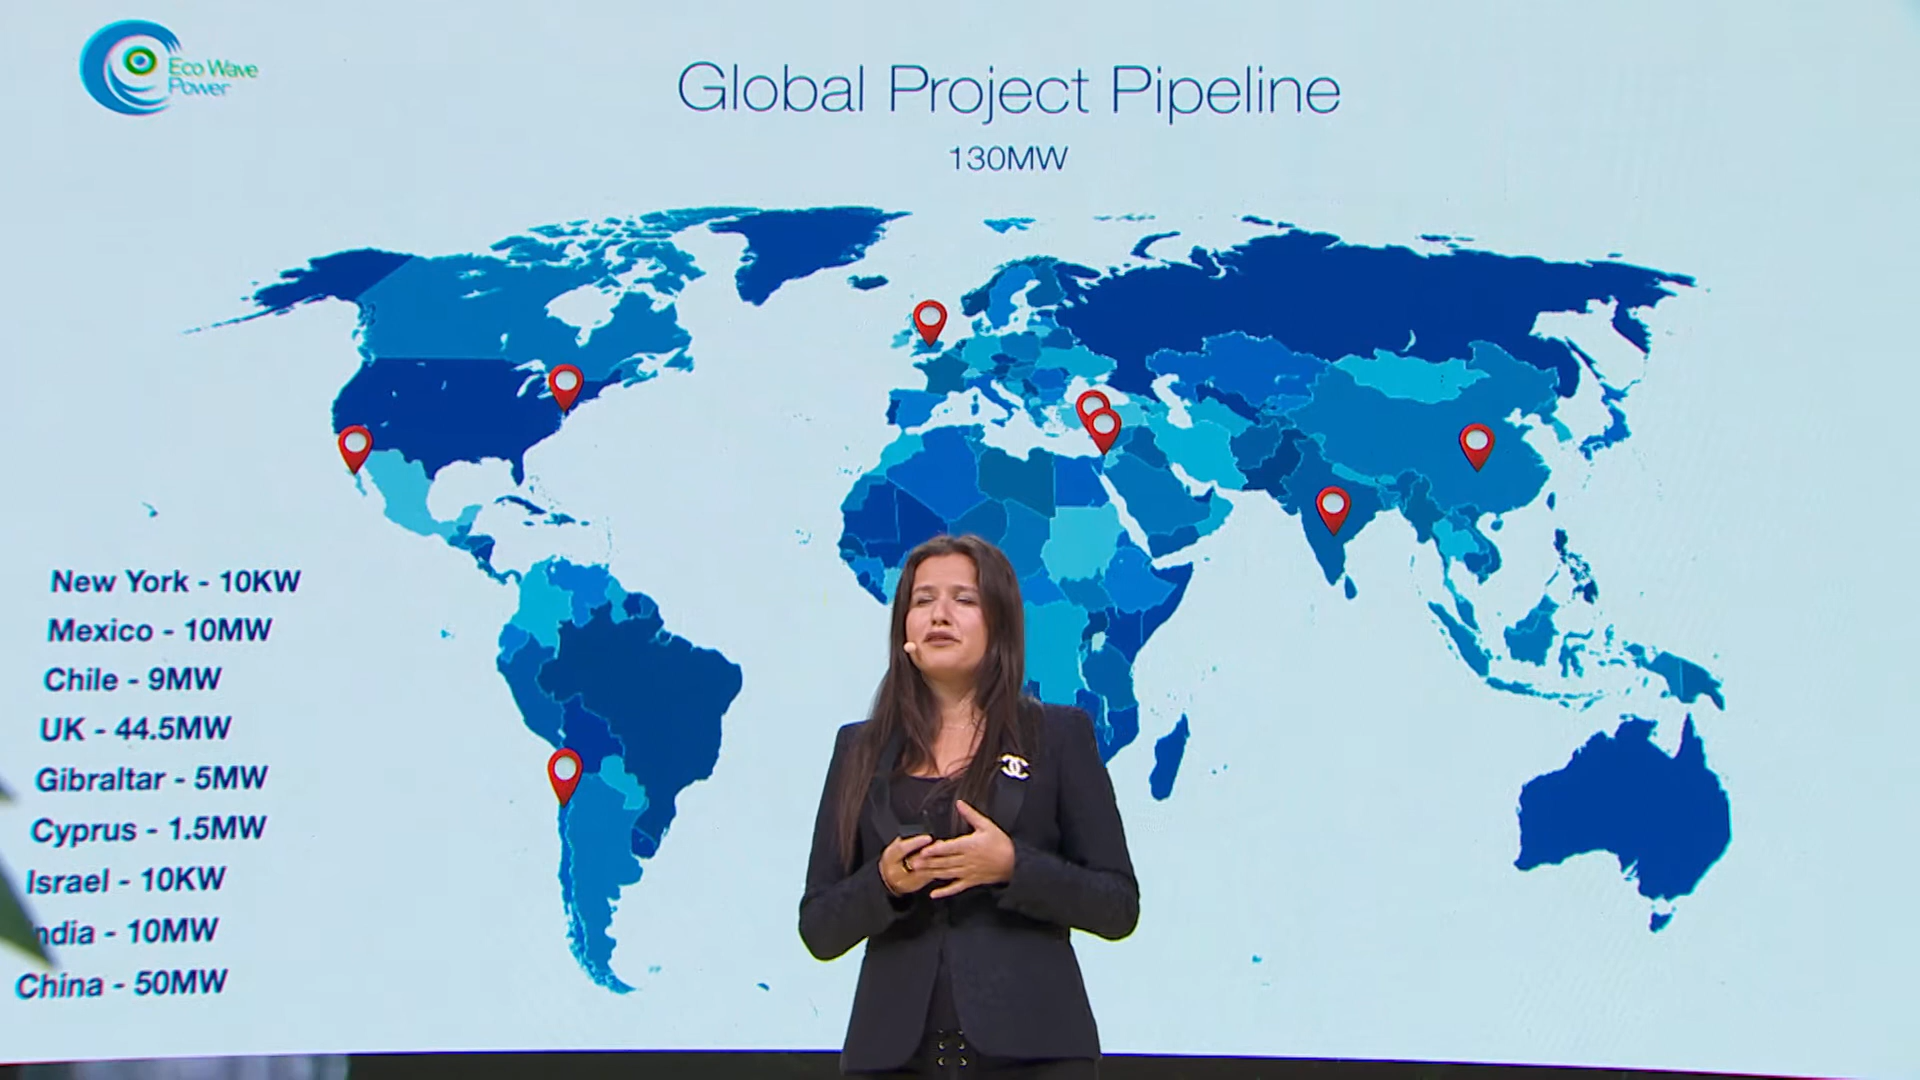 Eco Wave
Power
Global Project Pipeline
130MW
New York - 10KW
Mexico - 10MW
Chile - 9MW
UK - 44.5MW
Gibraltar - 5MW
Cyprus - 1.5MW
Israel - 10KW
ndia - 10MW
China - 50MW